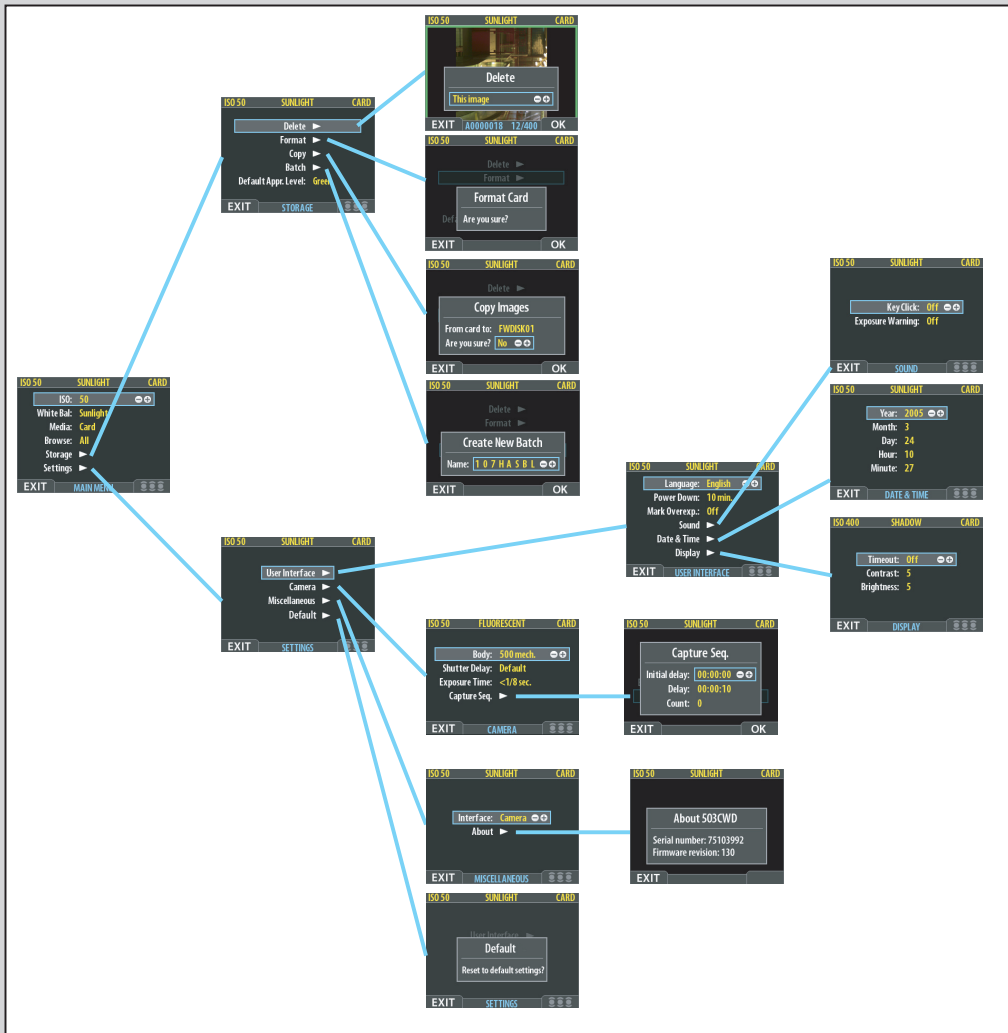 ISO 50 SUNLIGHT CARD
Delete
This image
EXIT A0000018 12/400 OK
ISO 50 SUNLIGHT CARD
Delete
Format
Copy
Batch
Default Appr. Level: Green
EXIT STORAGE
ISO 50 SUNLIGHT
Delete
Format
Format Card
Def
Are you sure?
EXIT OK
ISO 50 SUNLIGHT CARD
Delete
Copy Images
From card to: FWDISK01
Are you sure? No
EXIT OK
ISO 50 SUNLIGHT CARD
Delete
Format
Create New Batch
Name: 1 0 7 H A S B L
EXIT OK
ISO 50 SUNLIGHT CARD
ISO: 50
White Bal: Sunlight
Media: Card
Browse: All
Storage
Settings
EXIT MAIN MENU
ISO 50 SUNLIGHT CARD
User Interface
Camera
Miscellaneous
Default
EXIT SETTINGS
ISO 50 SUNLIGHT CARD
Language: English
Power Down: 10 min.
Mark Overexp.: Off
Sound
Date & Time
Display
EXIT USER INTERFACE
ISO 50 SUNLIGHT CARD
Key Click: Off
Exposure Warning: Off
EXIT SOUND
ISO 50 SUNLIGHT CARD
Year: 2005
Month: 3
Day: 24
Hour: 10
Minute: 27
EXIT DATE & TIME
ISO 400 SHADOW CARD
Timeout: Off
Contrast: 5
Brightness: 5
EXIT DISPLAY
ISO 50 FLUORESCENT CARD
Body: 500 mech.
Shutter Delay: Default
Exposure Time: <1/8 sec.
Capture Seq.
EXIT CAMERA
ISO 50 SUNLIGHT CARD
Capture Seq.
Initial delay: 00:00:00
Delay: 00:00:10
Count: 0
EXIT OK
ISO 50 SUNLIGHT CARD
Interface: Camera
About
EXIT MISCELLANEOUS
ISO 50 SUNLIGHT CARD
About 503CWD
Serial number: 75103992
Firmware revision: 130
EXIT
ISO 50 SUNLIGHT CARD
User Interface
Default
Reset to default settings?
EXIT SETTINGS